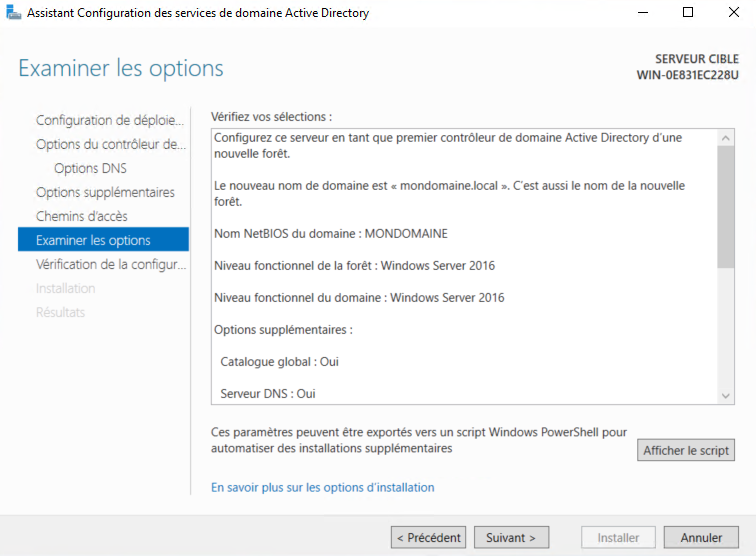 Assistant Configuration des services de domaine Active Directory
Examiner les options
SERVEUR CIBLE
WIN-0E831EC228U
Configuration de déploie...
Options du contrôleur de...
Options DNS
Options supplémentaires
Chemins d'accès
Examiner les options
Vérification de la configur...
Installation
Résultats
Vérifiez vos sélections :
Configurez ce serveur en tant que premier contrôleur de domaine Active Directory d'une
nouvelle forêt.
Le nouveau nom de domaine est « mondomaine.local ». C'est aussi le nom de la nouvelle
forêt.
Nom NetBIOS du domaine : MONDOMAINE
Niveau fonctionnel de la forêt : Windows Server 2016
Niveau fonctionnel du domaine : Windows Server 2016
Options supplémentaires :
Catalogue global : Oui
Serveur DNS : Oui
Ces paramètres peuvent être exportés vers un script Windows PowerShell pour
automatiser des installations supplémentaires
Afficher le script
En savoir plus sur les options d'installation
< Précédent
Suivant >
Installer
Annuler